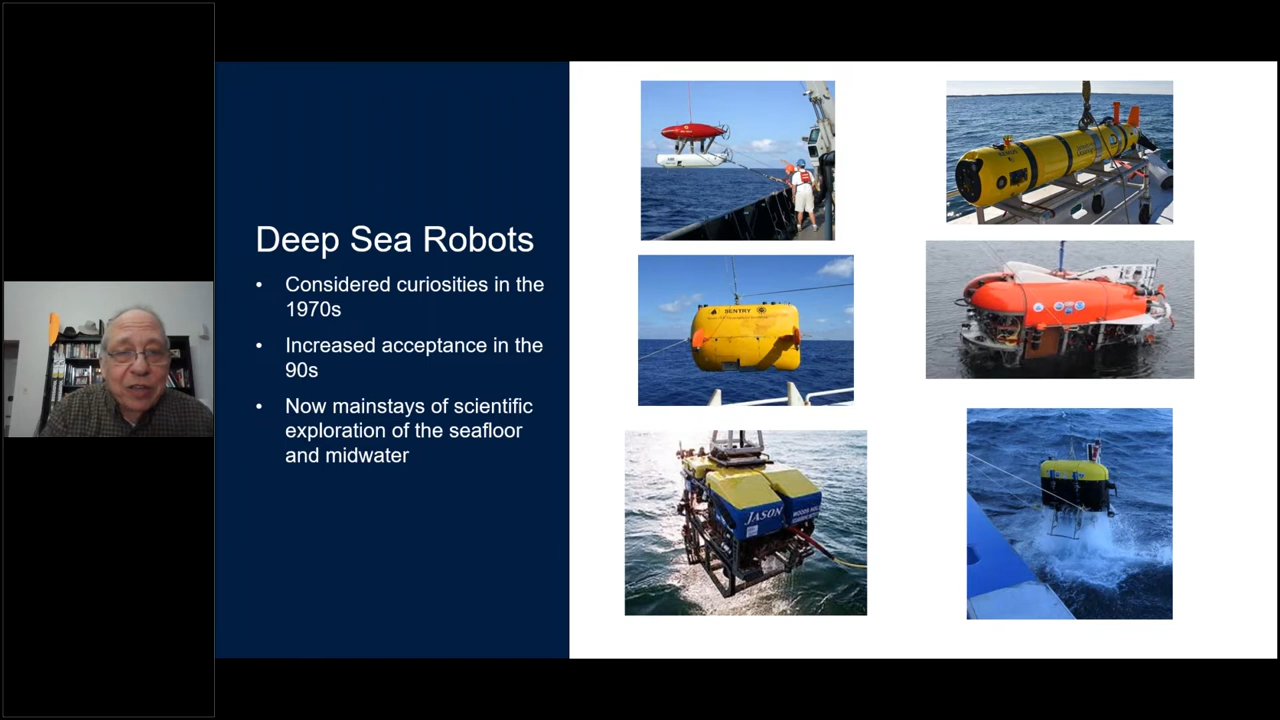 Deep Sea Robots
• Considered curiosities in the
1970s
• Increased acceptance in the
90s
• Now mainstays of scientific
exploration of the seafloor
and midwater
SENTRY
JASON